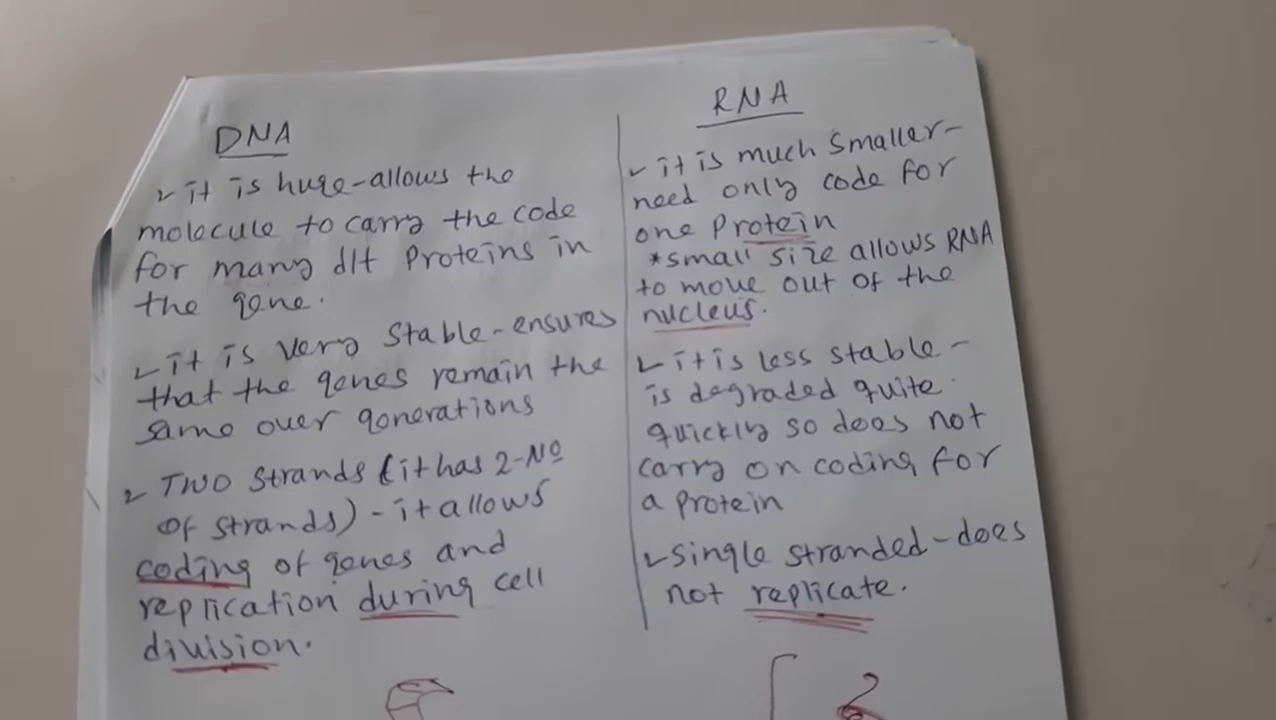 DNA
it is huge-allows the
molecule to carry the code
for many dlt Proteins in
the gene.
it is very stable-ensures
that the genes remain the
same over generations
TWO strands (it has 2-NO
of strands) - it allows
coding of genes and
replication during cell
division.
RNA
it is much smaller-
need only code for
one Protein
*small size allows RNA
to move out of the
nucleus.
it is less stable-
is degraded quite
quickly so does not
carry on coding for
a protein
single stranded-does
not replicate.